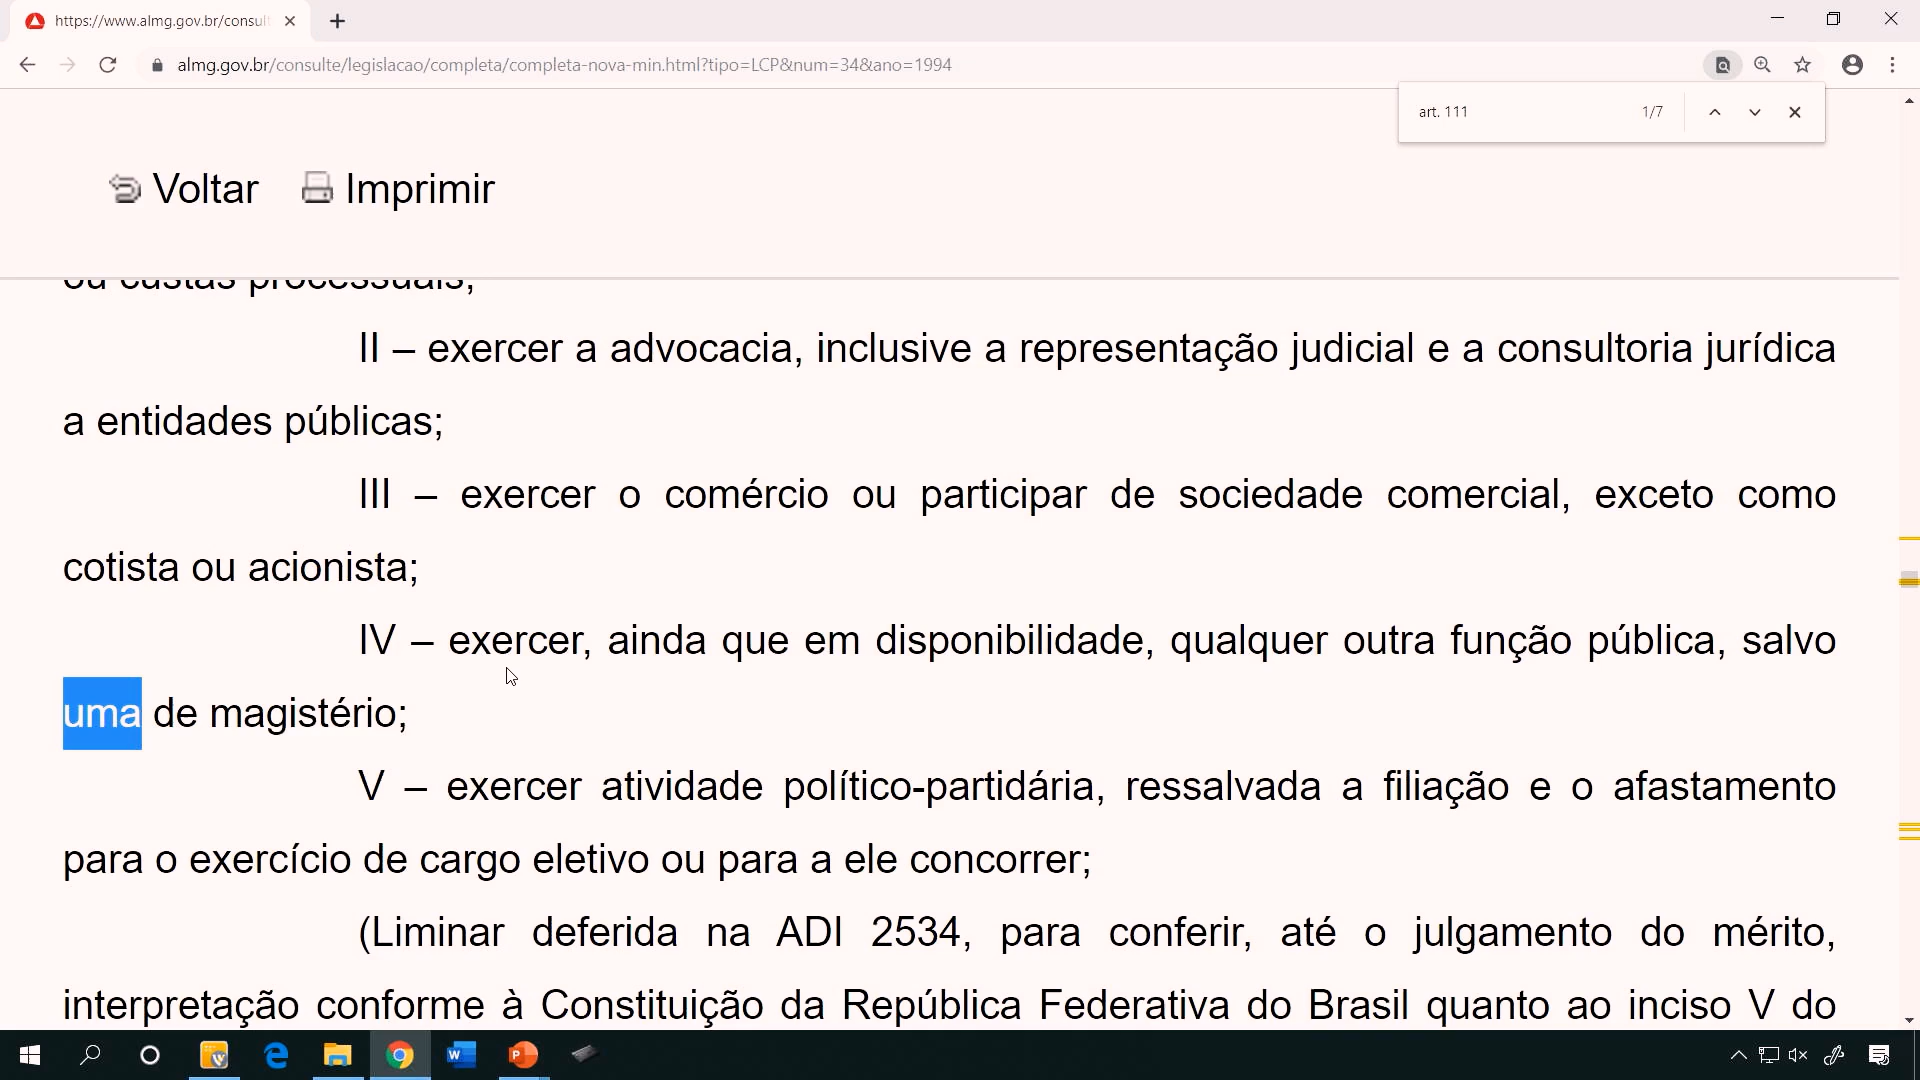 https://www.almg.gov.br/consult
almg.gov.br/consulte/legislacao/completa/completa-nova-min.html?tipo=LCP&num=34&ano=1994
art. 111
1/7
Voltar
Imprimir
ou custas processuais;
II – exercer a advocacia, inclusive a representação judicial e a consultoria jurídica
a entidades públicas;
III – exercer o comércio ou participar de sociedade comercial, exceto como
cotista ou acionista;
IV – exercer, ainda que em disponibilidade, qualquer outra função pública, salvo
uma de magistério;
V – exercer atividade político-partidária, ressalvada a filiação e o afastamento
para o exercício de cargo eletivo ou para a ele concorrer;
(Liminar deferida na ADI 2534, para conferir, até o julgamento do mérito,
interpretação conforme à Constituição da República Federativa do Brasil quanto ao inciso V do